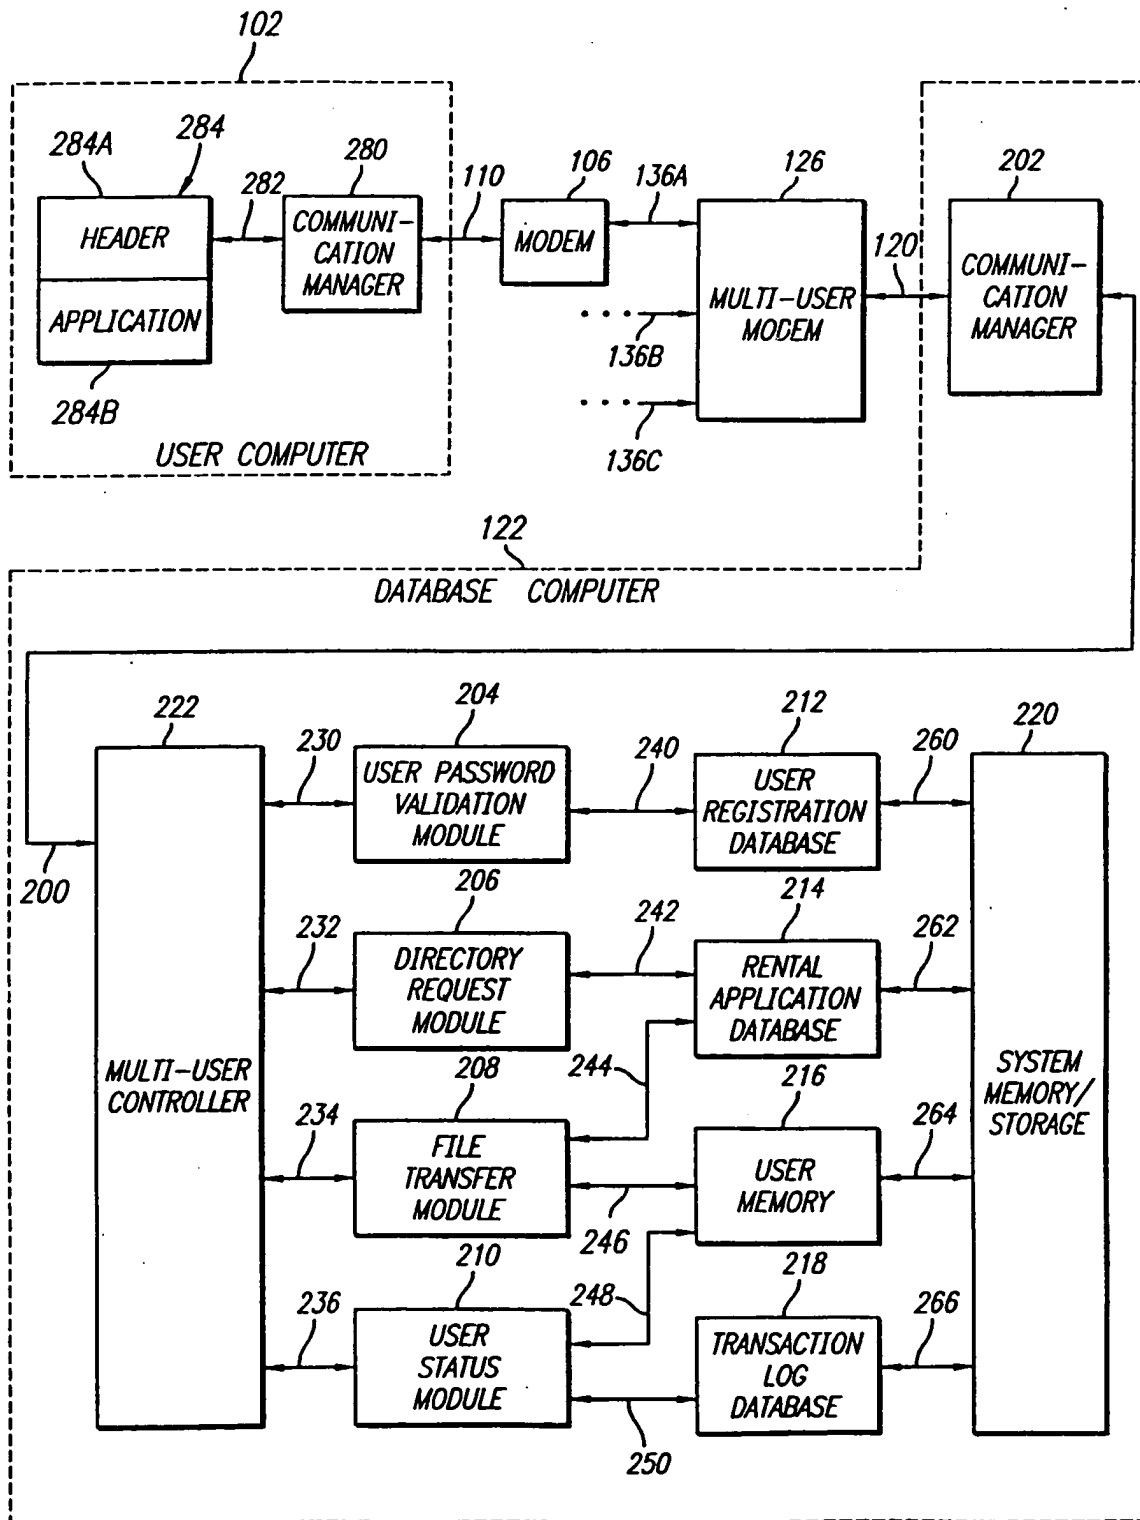 102
284A
284
282
280
110
106
136A
126
202
HEADER
APPLICATION
COMMUNI-
CATION
MANAGER
MODEM
MULTI-USER
MODEM
120
COMMUNI-
CATION
MANAGER
136B
136C
284B
USER COMPUTER
122
DATABASE COMPUTER
222
204
212
220
230
USER PASSWORD
VALIDATION
MODULE
240
USER
REGISTRATION
DATABASE
260
200
206
214
232
DIRECTORY
REQUEST
MODULE
242
RENTAL
APPLICATION
DATABASE
262
MULTI-USER
CONTROLLER
208
244
216
SYSTEM
MEMORY/
STORAGE
234
FILE
TRANSFER
MODULE
246
USER
MEMORY
264
210
248
218
236
USER
STATUS
MODULE
250
TRANSACTION
LOG
DATABASE
266